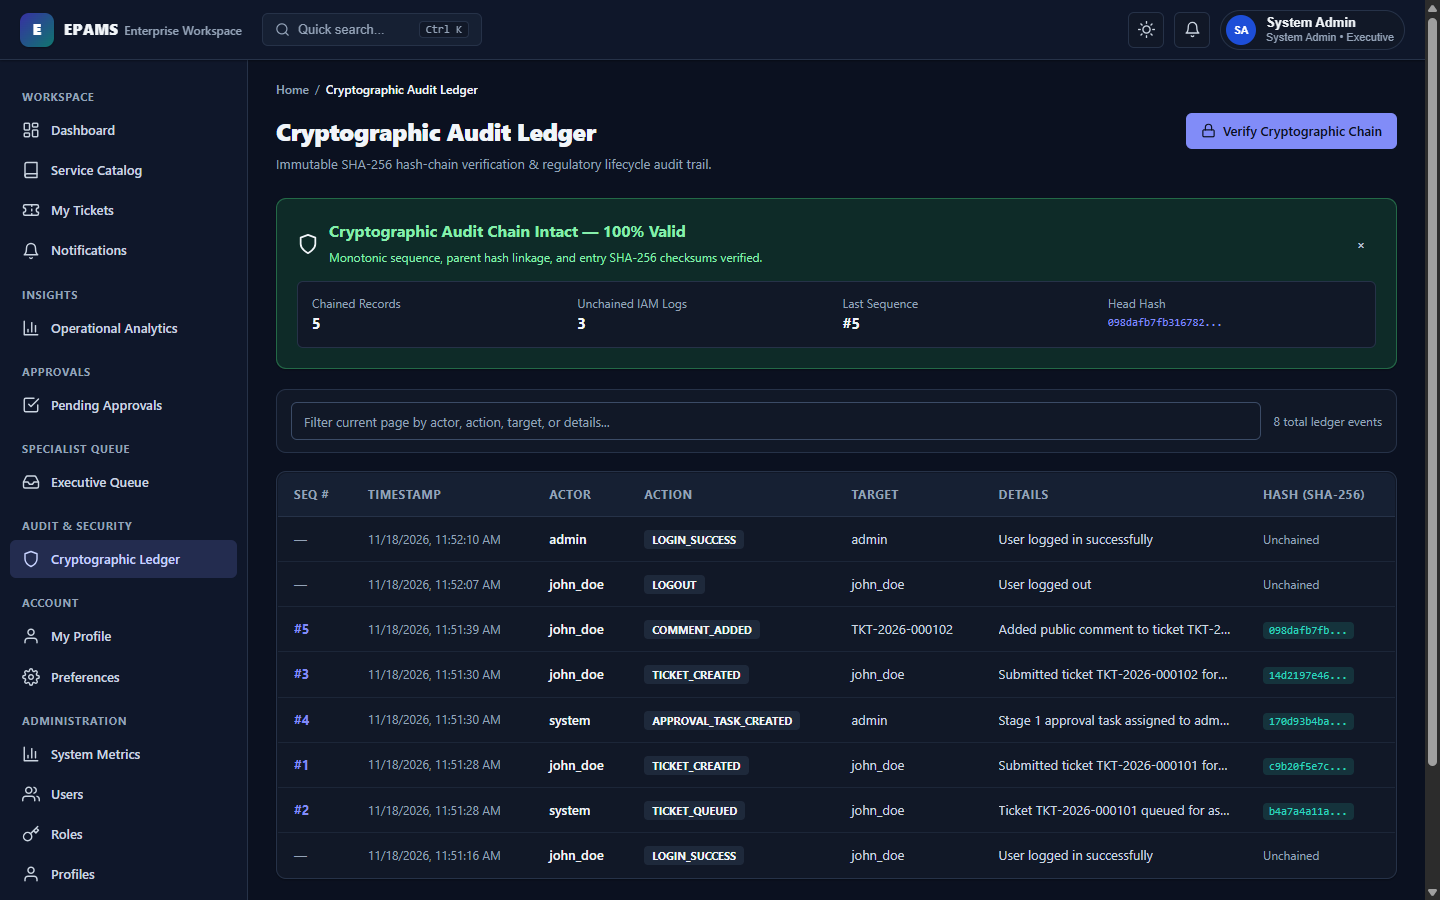 E EPAMS Enterprise Workspace
Quick search... Ctrl K
SA System Admin
System Admin • Executive
WORKSPACE
Dashboard
Service Catalog
My Tickets
Notifications
INSIGHTS
Operational Analytics
APPROVALS
Pending Approvals
SPECIALIST QUEUE
Executive Queue
AUDIT & SECURITY
Cryptographic Ledger
ACCOUNT
My Profile
Preferences
ADMINISTRATION
System Metrics
Users
Roles
Profiles
Home / Cryptographic Audit Ledger
Cryptographic Audit Ledger
Immutable SHA-256 hash-chain verification & regulatory lifecycle audit trail.
Verify Cryptographic Chain
Cryptographic Audit Chain Intact — 100% Valid
Monotonic sequence, parent hash linkage, and entry SHA-256 checksums verified.
×
Chained Records
5
Unchained IAM Logs
3
Last Sequence
#5
Head Hash
098dafb7fb316782...
Filter current page by actor, action, target, or details...
8 total ledger events
SEQ # TIMESTAMP ACTOR ACTION TARGET DETAILS HASH (SHA-256)
— 11/18/2026, 11:52:10 AM admin LOGIN_SUCCESS admin User logged in successfully Unchained
— 11/18/2026, 11:52:07 AM john_doe LOGOUT john_doe User logged out Unchained
#5 11/18/2026, 11:51:39 AM john_doe COMMENT_ADDED TKT-2026-000102 Added public comment to ticket TKT-2... 098dafb7fb...
#3 11/18/2026, 11:51:30 AM john_doe TICKET_CREATED john_doe Submitted ticket TKT-2026-000102 for... 14d2197e46...
#4 11/18/2026, 11:51:30 AM system APPROVAL_TASK_CREATED admin Stage 1 approval task assigned to adm... 170d93b4ba...
#1 11/18/2026, 11:51:28 AM john_doe TICKET_CREATED john_doe Submitted ticket TKT-2026-000101 for... c9b20f5e7c...
#2 11/18/2026, 11:51:28 AM system TICKET_QUEUED john_doe Ticket TKT-2026-000101 queued for as... b4a7a4a11a...
— 11/18/2026, 11:51:16 AM john_doe LOGIN_SUCCESS john_doe User logged in successfully Unchained